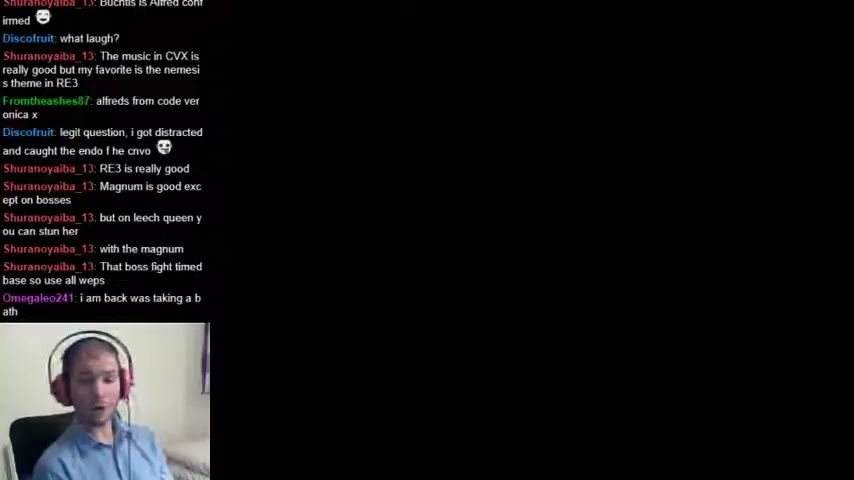 Shuranoyaiba_13: Buchtis is Alfred conf
irmed
Discofruit: what laugh?
Shuranoyaiba_13: The music in CVX is
really good but my favorite is the nemesi
s theme in RE3
Fromtheashes87: alfreds from code ver
onica x
Discofruit: legit question, i got distracted
and caught the endo f he cnvo
Shuranoyaiba_13: RE3 is really good
Shuranoyaiba_13: Magnum is good exc
ept on bosses
Shuranoyaiba_13: but on leech queen y
ou can stun her
Shuranoyaiba_13: with the magnum
Shuranoyaiba_13: That boss fight timed
base so use all weps
Omegaleo241: i am back was taking a b
ath